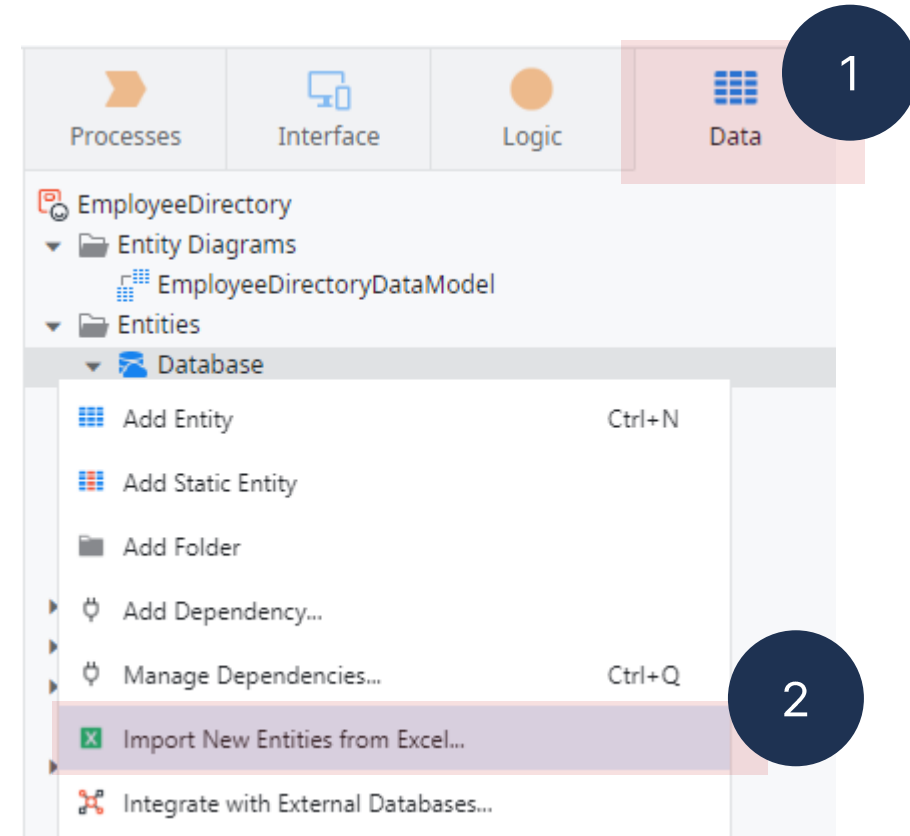 1
Processes
Interface
Logic
Data
EmployeeDirectory
Entity Diagrams
EmployeeDirectoryDataModel
Entities
Database
Add Entity Ctrl+N
Add Static Entity
Add Folder
Add Dependency...
Manage Dependencies... Ctrl+Q
2
Import New Entities from Excel...
Integrate with External Databases...